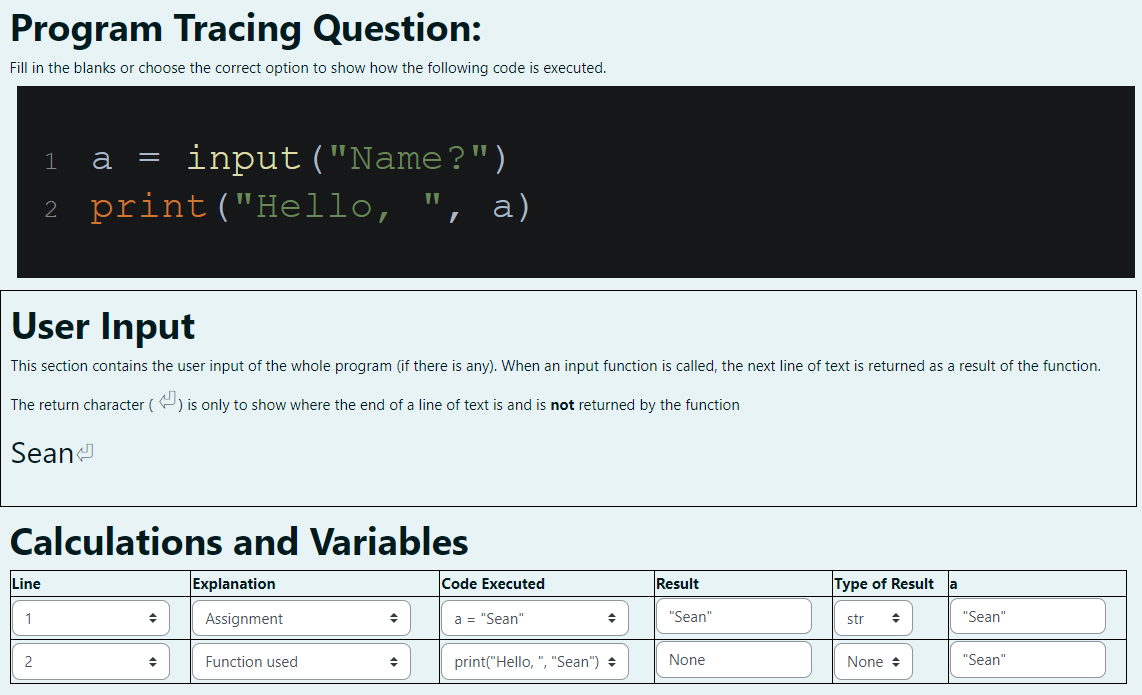 Program Tracing Question:
Fill in the blanks or choose the correct option to show how the following code is executed.
1 a = input("Name?")
2 print("Hello, ", a)
User Input
This section contains the user input of the whole program (if there is any). When an input function is called, the next line of text is returned as a result of the function.
The return character ( ⏎) is only to show where the end of a line of text is and is not returned by the function
Sean⏎
Calculations and Variables
Line Explanation Code Executed Result Type of Result a
1 Assignment a = "Sean" "Sean" str "Sean"
2 Function used print("Hello, ", "Sean") None None "Sean"